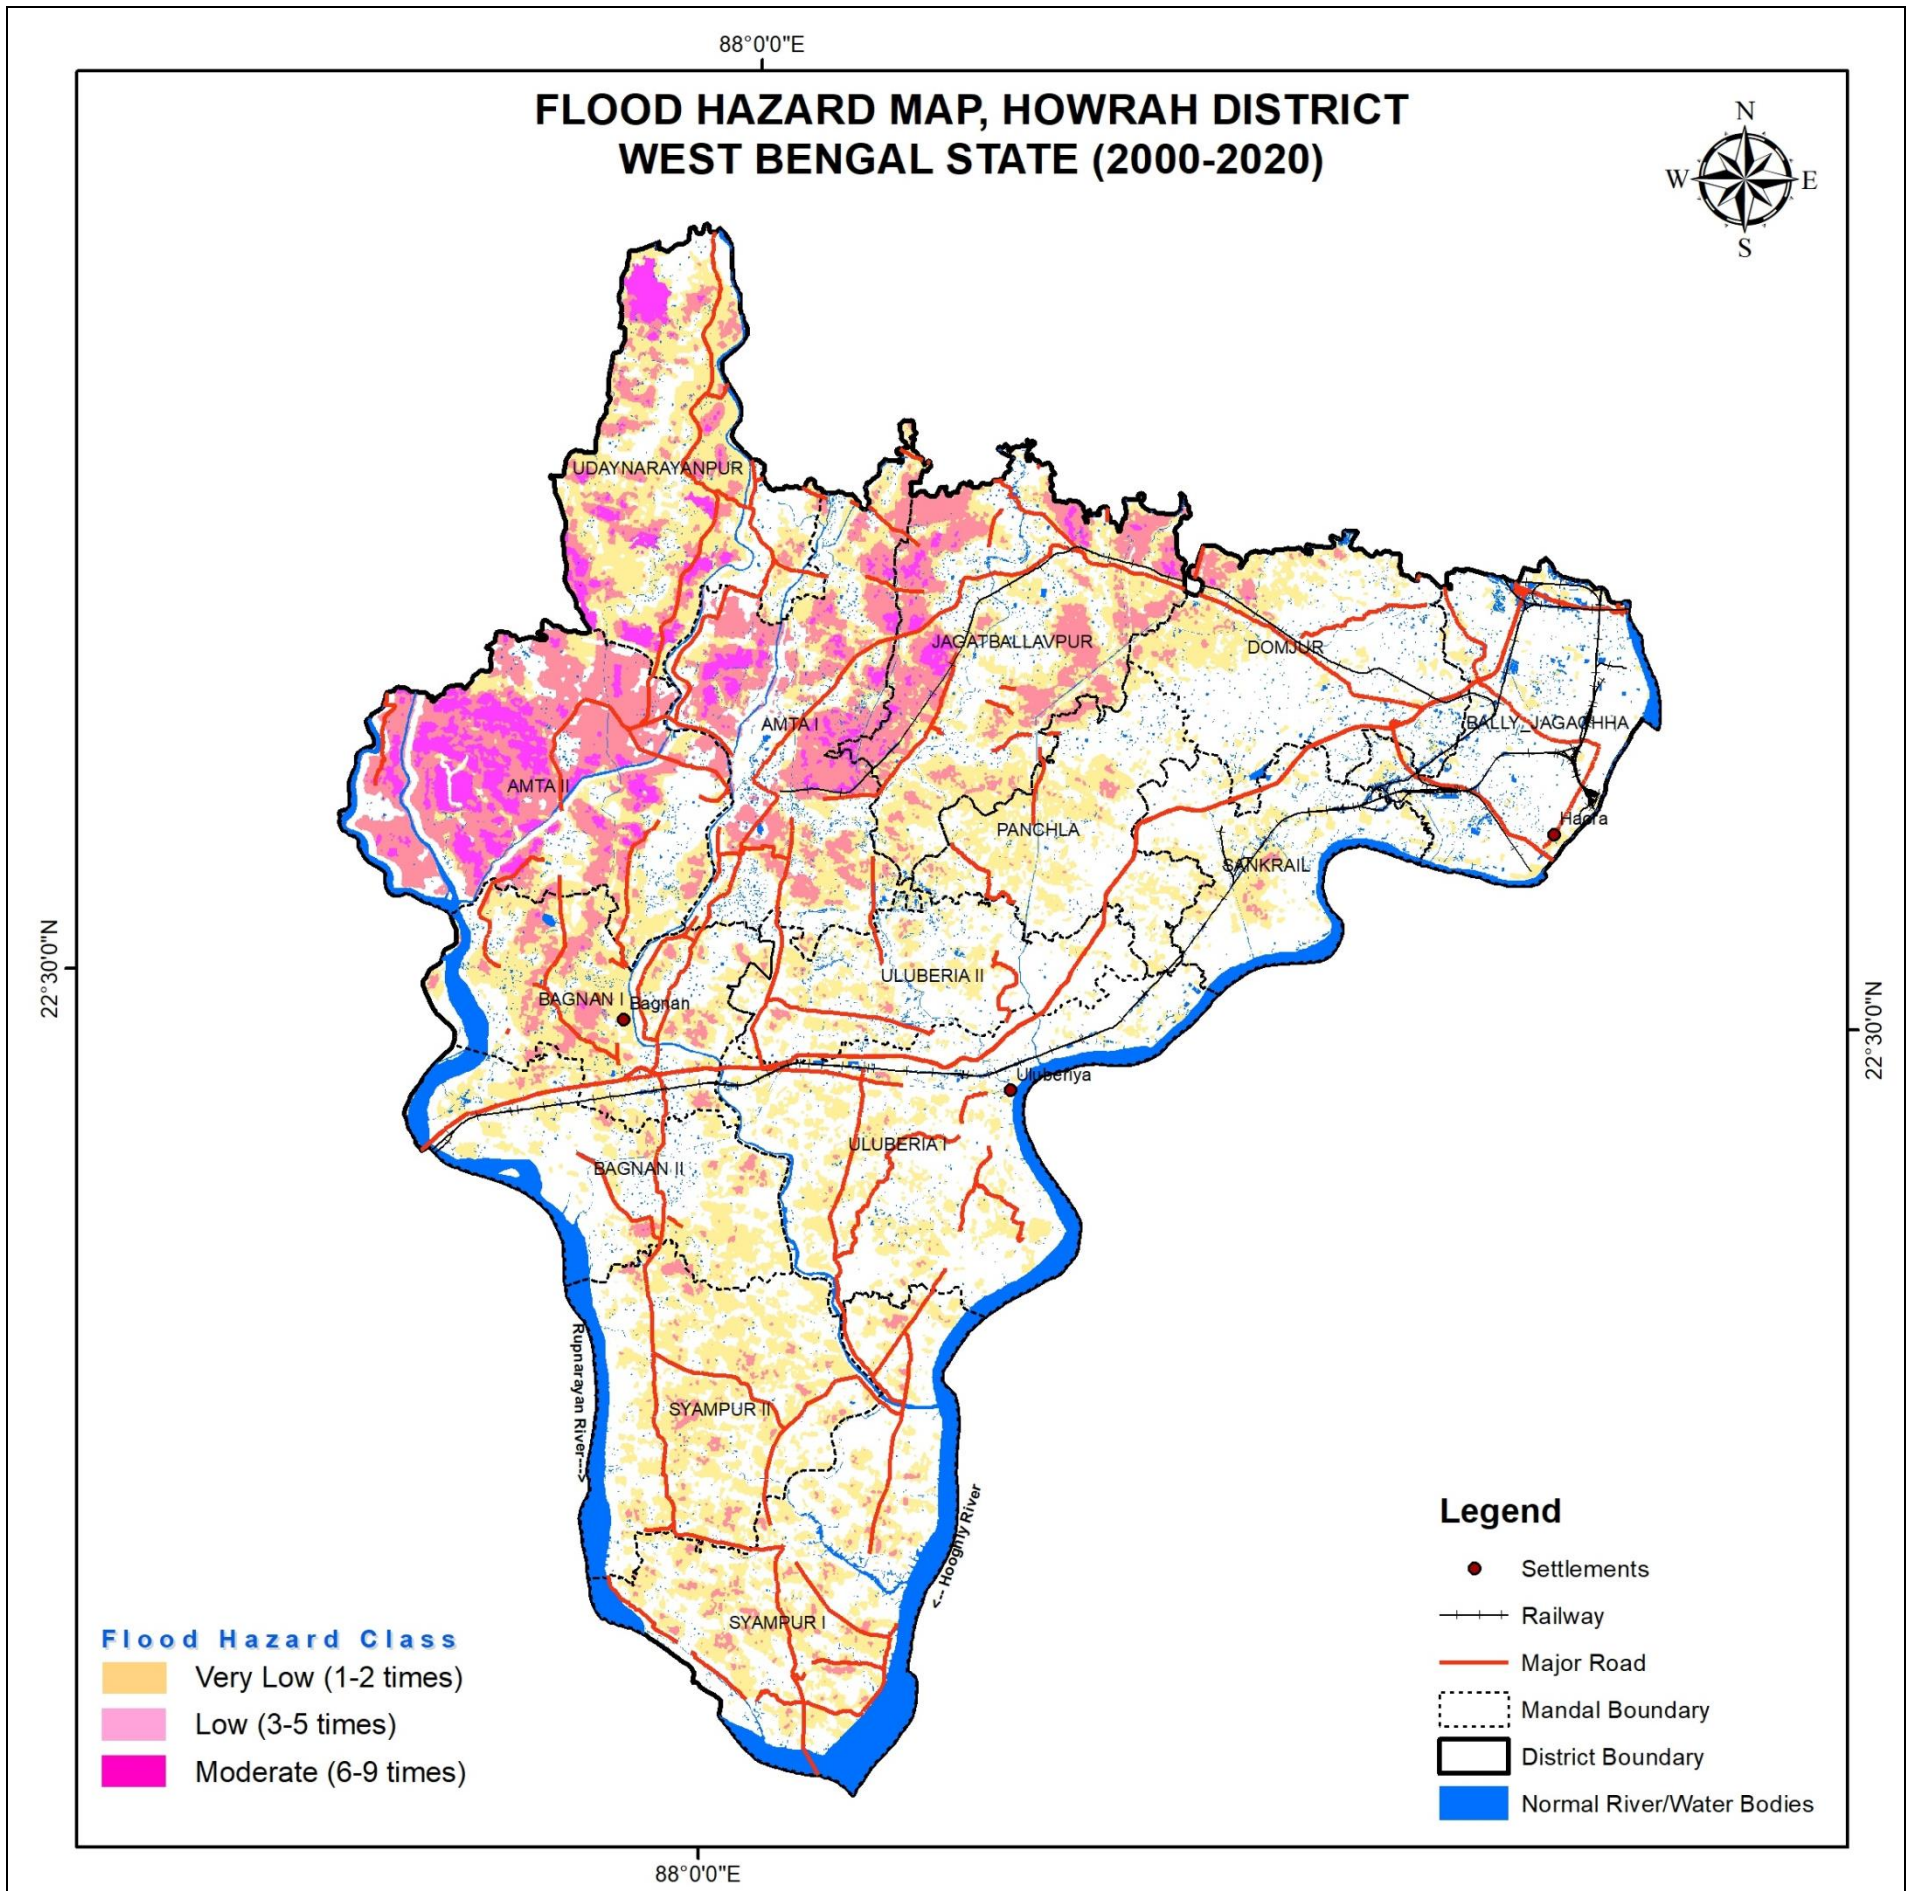 88°0'0"E
FLOOD HAZARD MAP, HOWRAH DISTRICT
WEST BENGAL STATE (2000-2020)
N
W
E
S
UDAYNARAYANPUR
JAGATBALLAVPUR
DOMJUR
AMTA I
BALLY_JAGACHHA
AMTA II
PANCHLA
Haora
SANKRAIL
22°30'0"N
ULUBERIA II
BAGNAN I
Bagnan
22°30'0"N
Uluberiya
ULUBERIA I
BAGNAN II
Rupnarayan River--->
SYAMPUR II
<--- Hooghly River
SYAMPUR I
Flood Hazard Class
Very Low (1-2 times)
Low (3-5 times)
Moderate (6-9 times)
Legend
Settlements
Railway
Major Road
Mandal Boundary
District Boundary
Normal River/Water Bodies
88°0'0"E